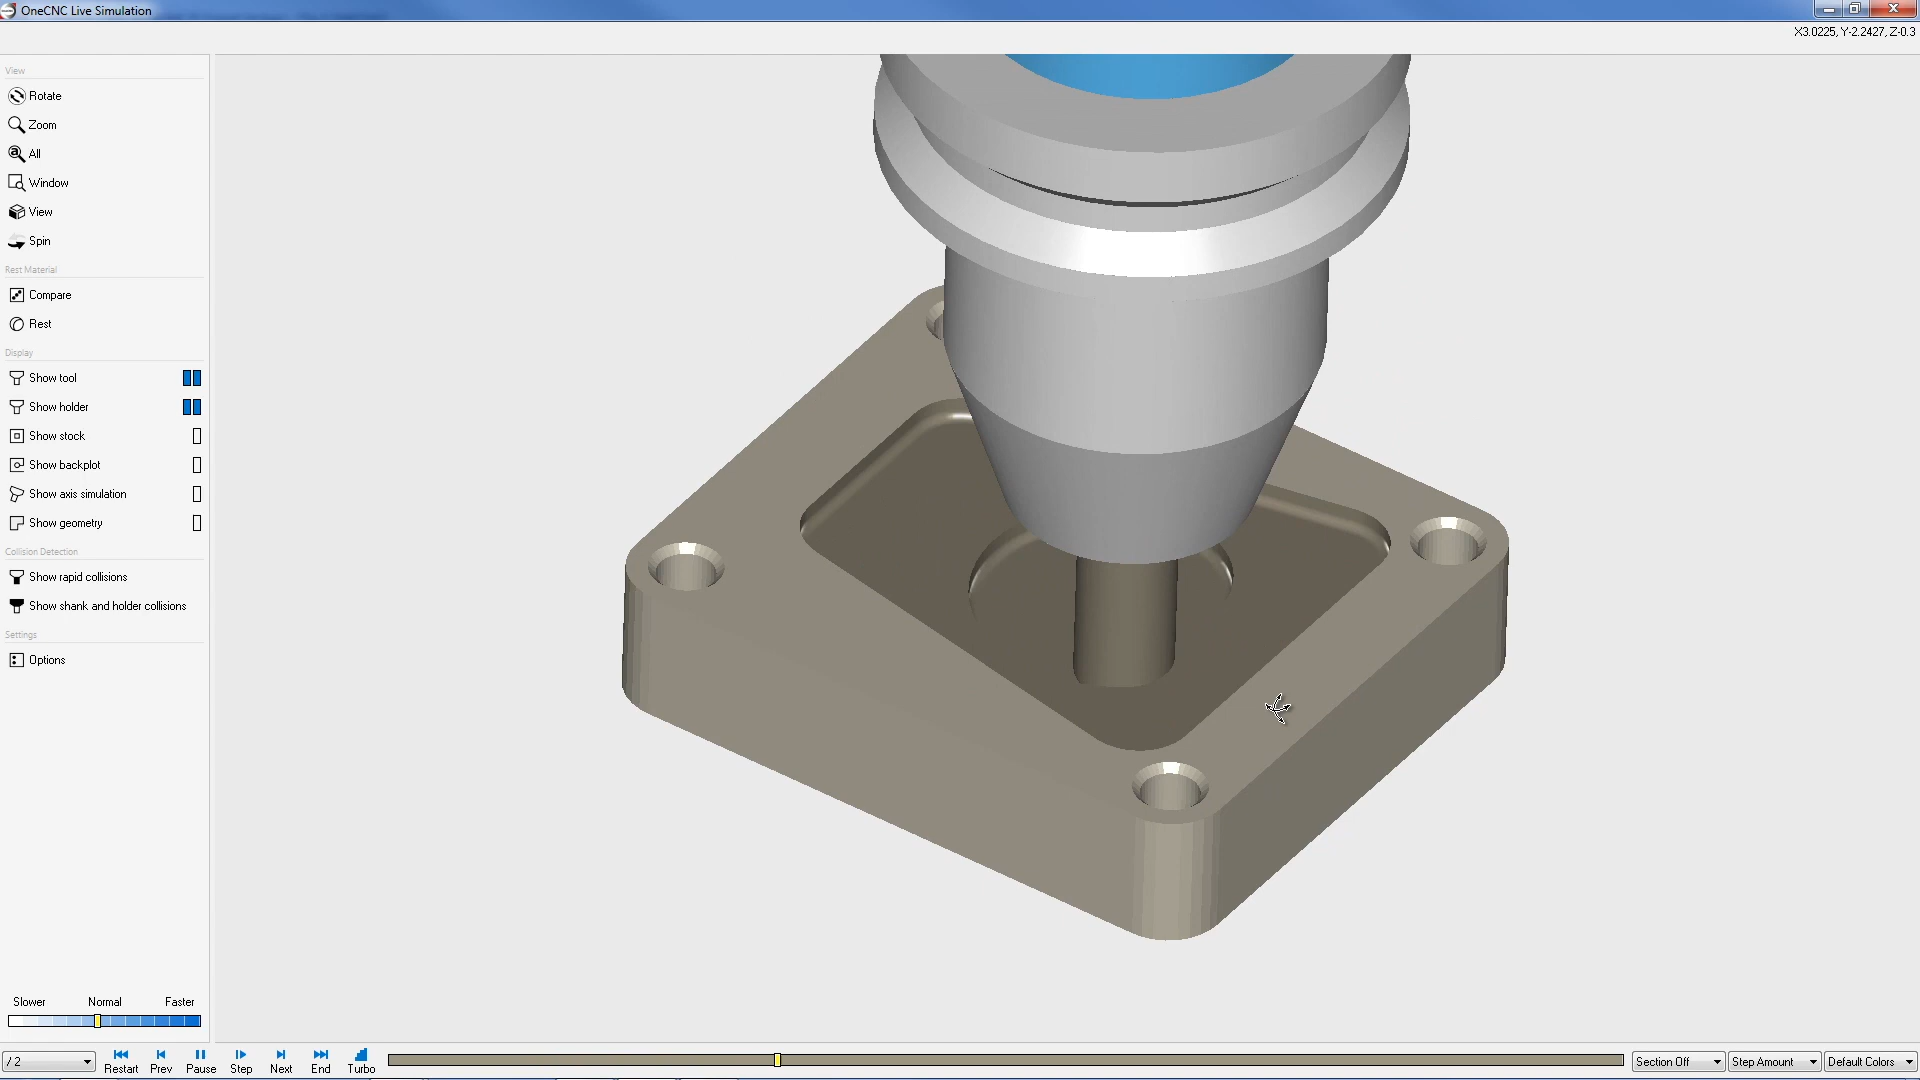 OneCNC Live Simulation
X3.0225, Y-2.2427, Z-0.3
View
Rotate
Zoom
All
Window
View
Spin
Rest Material
Compare
Rest
Display
Show tool
Show holder
Show stock
Show backplot
Show axis simulation
Show geometry
Collision Detection
Show rapid collisions
Show shank and holder collisions
Settings
Options
Slower Normal Faster
/ 2 Restart Prev Pause Step Next End Turbo Section Off Step Amount Default Colors